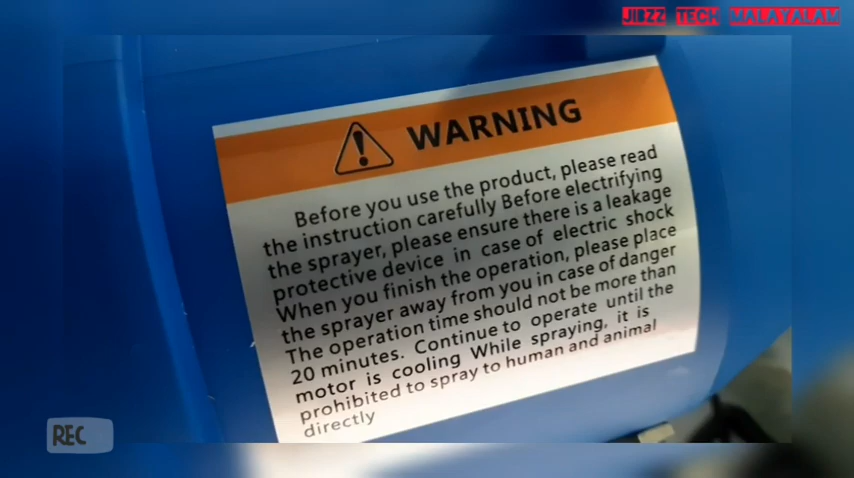 JIBZZ TECH MALAYALAM
WARNING
Before you use the product, please read
the instruction carefully Before electrifying
the sprayer, please ensure there is a leakage
protective device in case of electric shock
When you finish the operation, please place
the sprayer away from you in case of danger
The operation time should not be more than
20 minutes. Continue to operate until the
motor is cooling While spraying, it is
prohibited to spray to human and animal
directly
REC